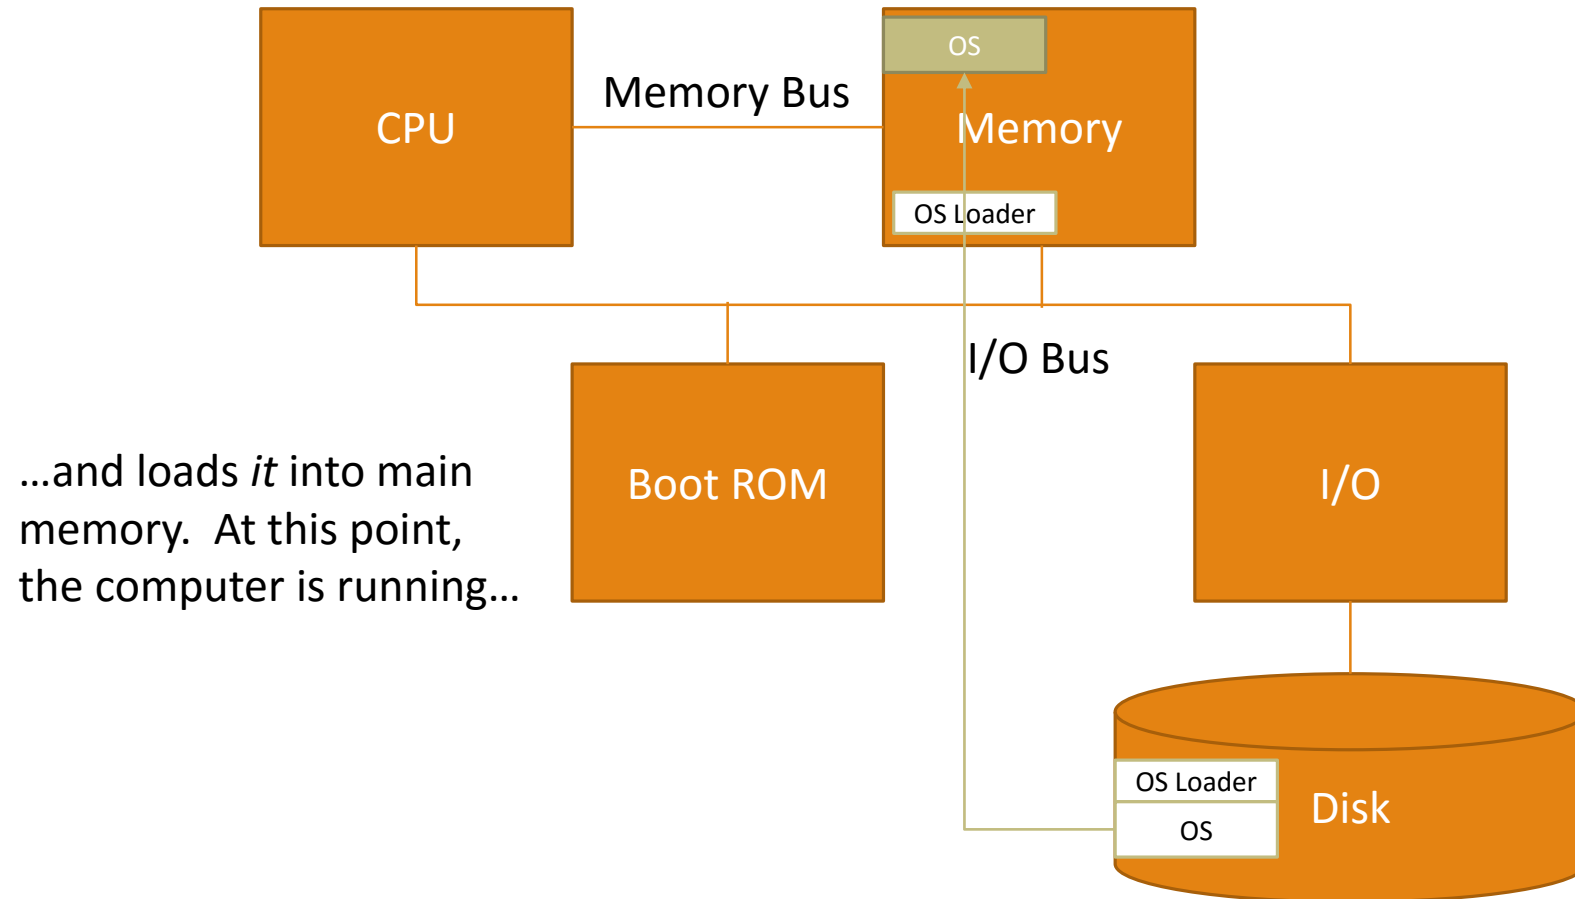 OS
Memory Bus
CPU
Memory
OS Loader
I/O Bus
…and loads it into main
memory.  At this point,
the computer is running…
Boot ROM
I/O
OS Loader
Disk
OS